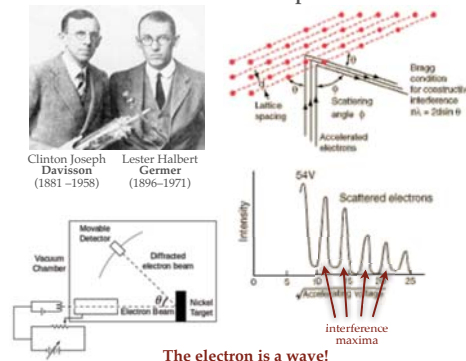 Clinton Joseph
Davisson
(1881 –1958)
Lester Halbert
Germer
(1896–1971)
θ
d
θ
θ
Lattice
spacing
Scattering
angle ϕ
Accelerated
electrons
Bragg
condition
for constructive
interference
nλ = 2dsin θ
Movable
Detector
Vacuum
Chamber
Diffracted
electron beam
θ
Electron Beam
Nickel
Target
54V
Scattered electrons
Intensity
0
5
10
15
20
25
√Accelerating voltage
interference
maxima
The electron is a wave!